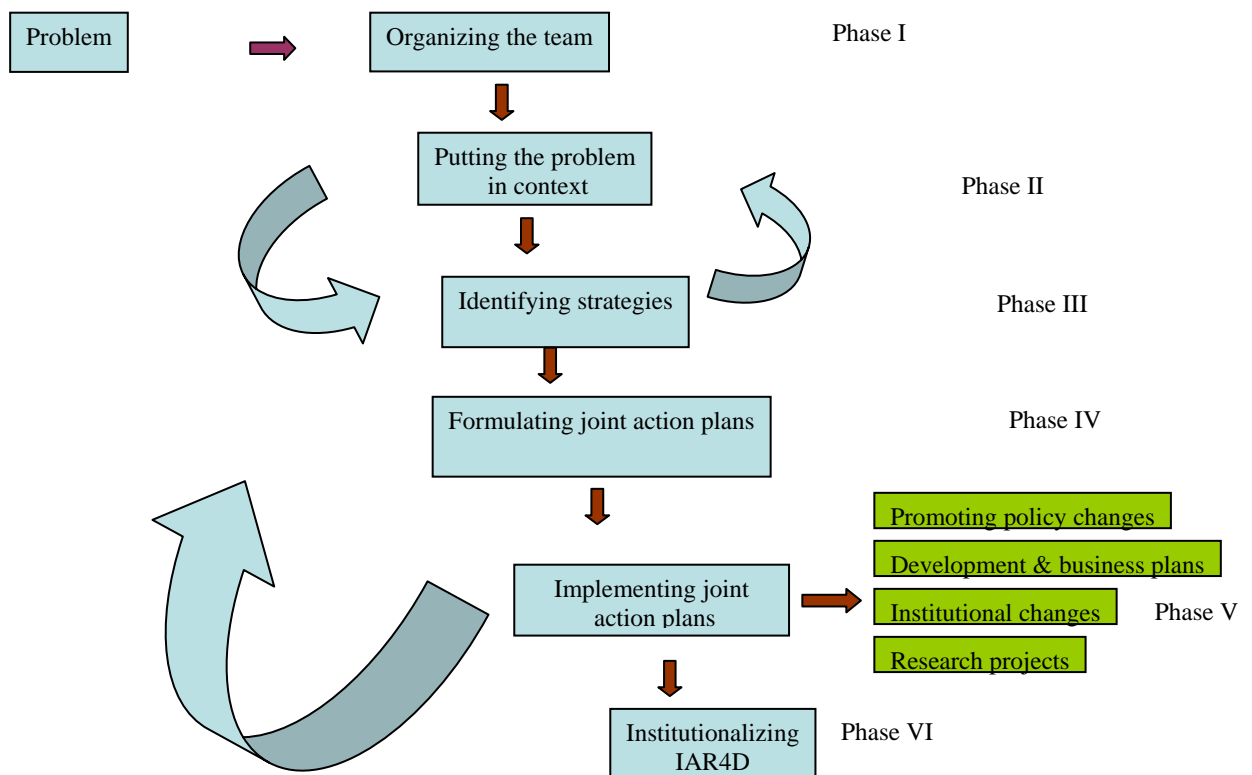 Problem
Organizing the team
Phase I
Putting the problem
in context
Phase II
Identifying strategies
Phase III
Formulating joint action plans
Phase IV
Promoting policy changes
Development & business plans
Implementing joint
action plans
Institutional changes
Phase V
Research projects
Institutionalizing
IAR4D
Phase VI